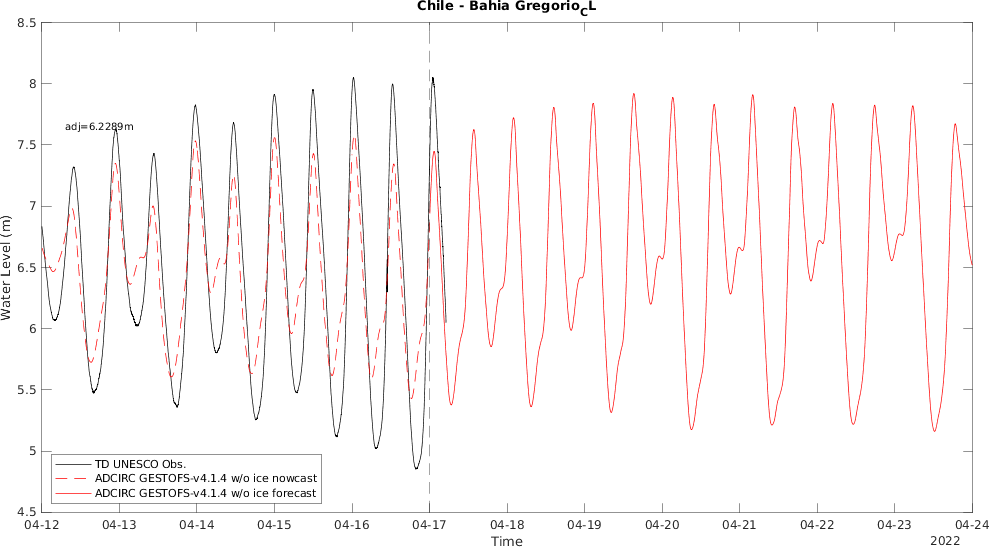 Chile - Bahia Gregorio_CL
8.5
8
7.5
7
6.5
6
5.5
5
4.5
Water Level (m)
adj=6.2289m
TD UNESCO Obs.
ADCIRC GESTOFS-v4.1.4 w/o ice nowcast
ADCIRC GESTOFS-v4.1.4 w/o ice forecast
04-12 04-13 04-14 04-15 04-16 04-17 04-18 04-19 04-20 04-21 04-22 04-23 04-24
Time
2022